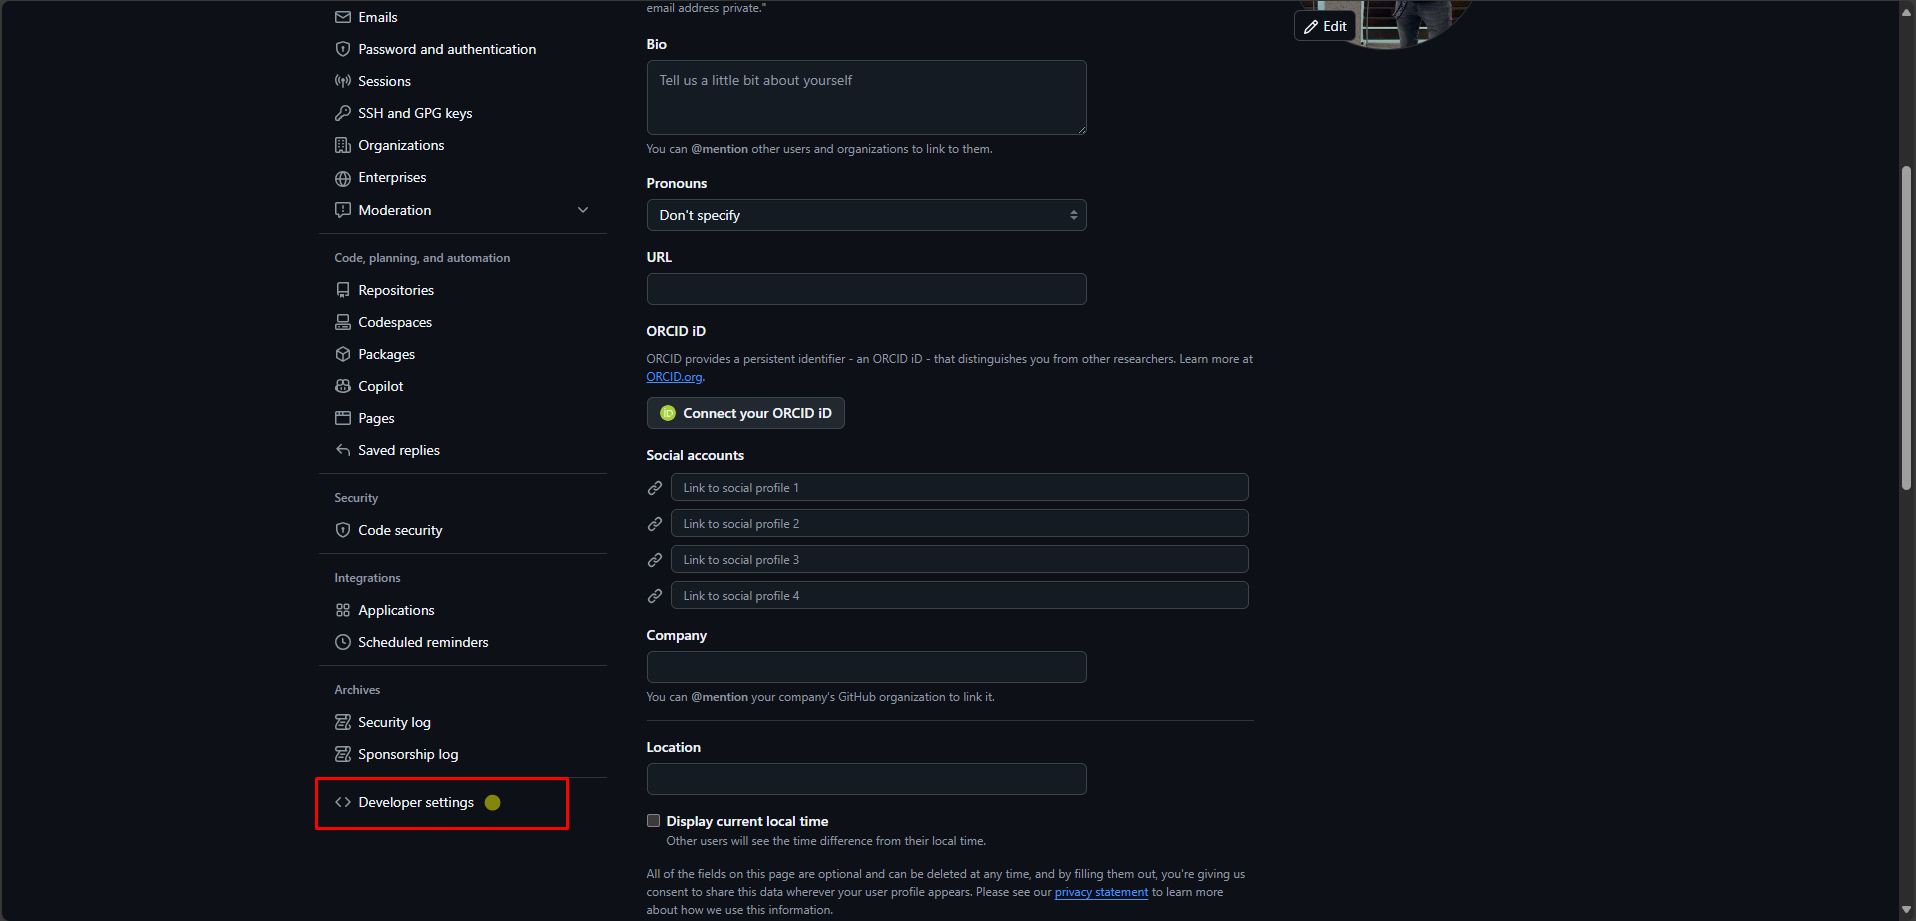 Emails
Password and authentication
Sessions
SSH and GPG keys
Organizations
Enterprises
Moderation
Code, planning, and automation
Repositories
Codespaces
Packages
Copilot
Pages
Saved replies
Security
Code security
Integrations
Applications
Scheduled reminders
Archives
Security log
Sponsorship log
Developer settings
email address private."
Bio
Tell us a little bit about yourself
You can @mention other users and organizations to link to them.
Pronouns
Don't specify
URL
ORCID iD
ORCID provides a persistent identifier - an ORCID iD - that distinguishes you from other researchers. Learn more at
ORCID.org.
iD Connect your ORCID iD
Social accounts
Link to social profile 1
Link to social profile 2
Link to social profile 3
Link to social profile 4
Company
You can @mention your company's GitHub organization to link it.
Location
Display current local time
Other users will see the time difference from their local time.
All of the fields on this page are optional and can be deleted at any time, and by filling them out, you're giving us
consent to share this data wherever your user profile appears. Please see our privacy statement to learn more
about how we use this information.
Edit